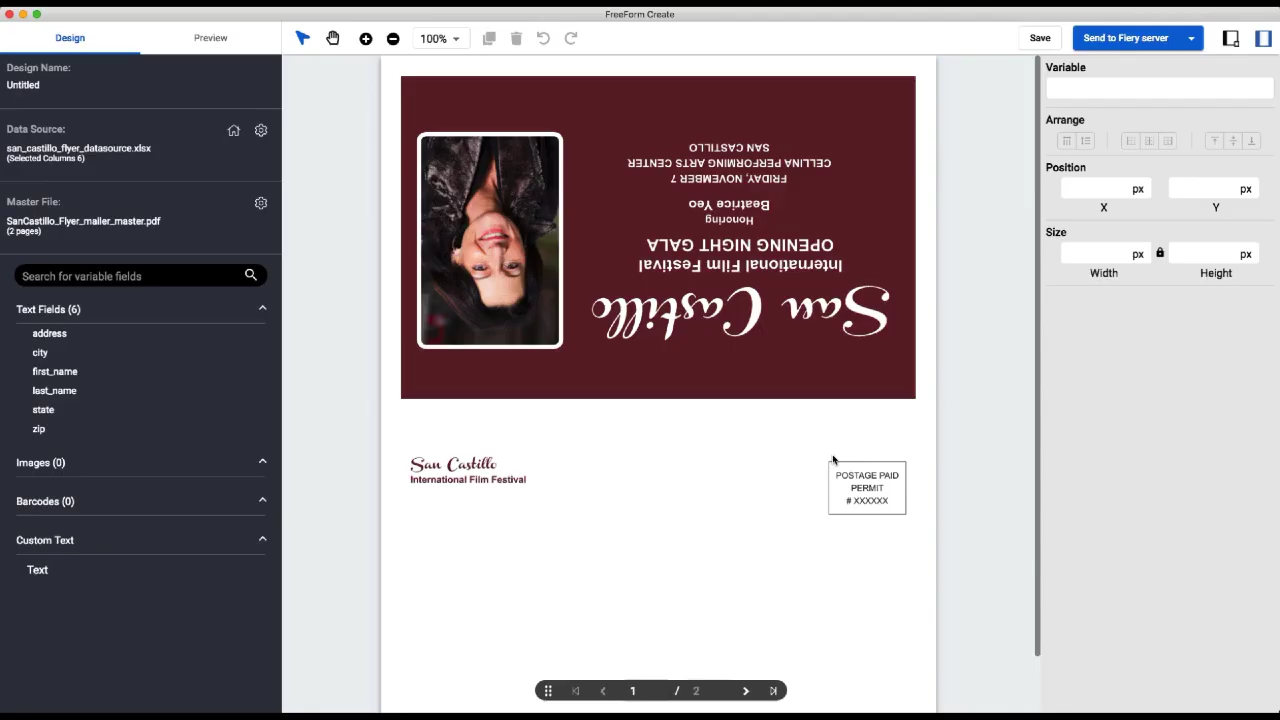 FreeForm Create
Design
Preview
100%
Save
Send to Fiery server
Design Name:
Untitled
Data Source:
san_castillo_flyer_datasource.xlsx
(Selected Columns 6)
Master File:
SanCastillo_Flyer_mailer_master.pdf
(2 pages)
Search for variable fields
Text Fields (6)
address
city
first_name
last_name
state
zip
Images (0)
Barcodes (0)
Custom Text
Text
San Castillo
International Film Festival
OPENING NIGHT GALA
Honoring
Beatrice Yeo
FRIDAY, NOVEMBER 7
CELLINA PERFORMING ARTS CENTER
SAN CASTILLO
San Castillo
International Film Festival
POSTAGE PAID
PERMIT
# XXXXXX
1 / 2
Variable
Arrange
Position
px
px
X
Y
Size
px
px
Width
Height